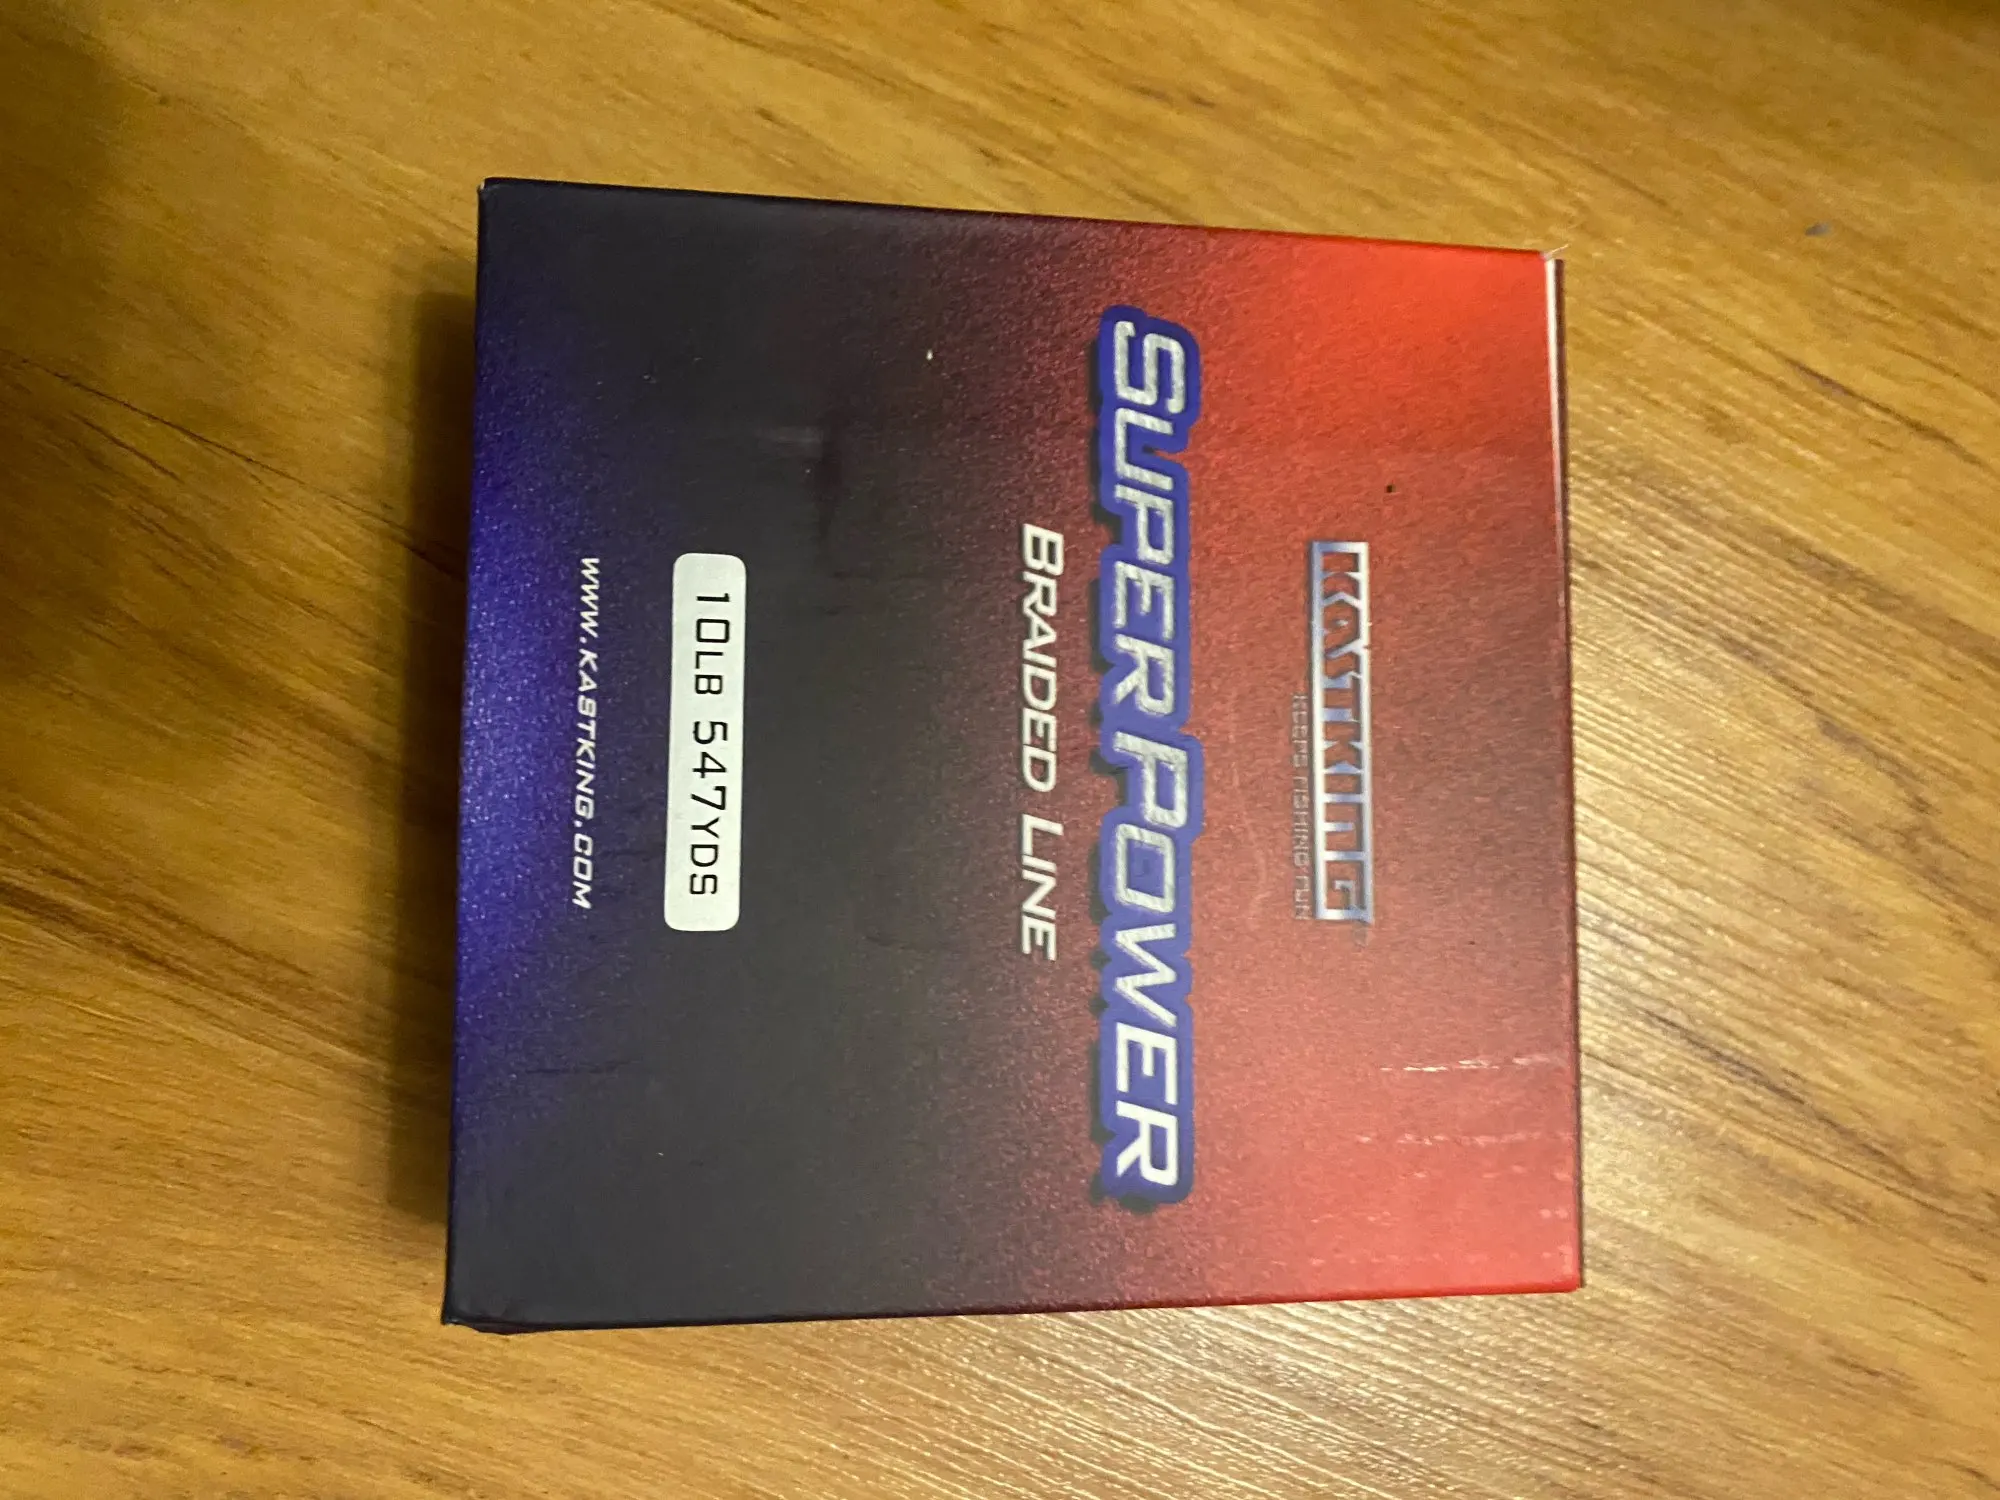 KASTKING
KEEPS FISHING FUN
SUPER POWER
BRAIDED LINE
10LB 547YDS
WWW.KASTKING.COM